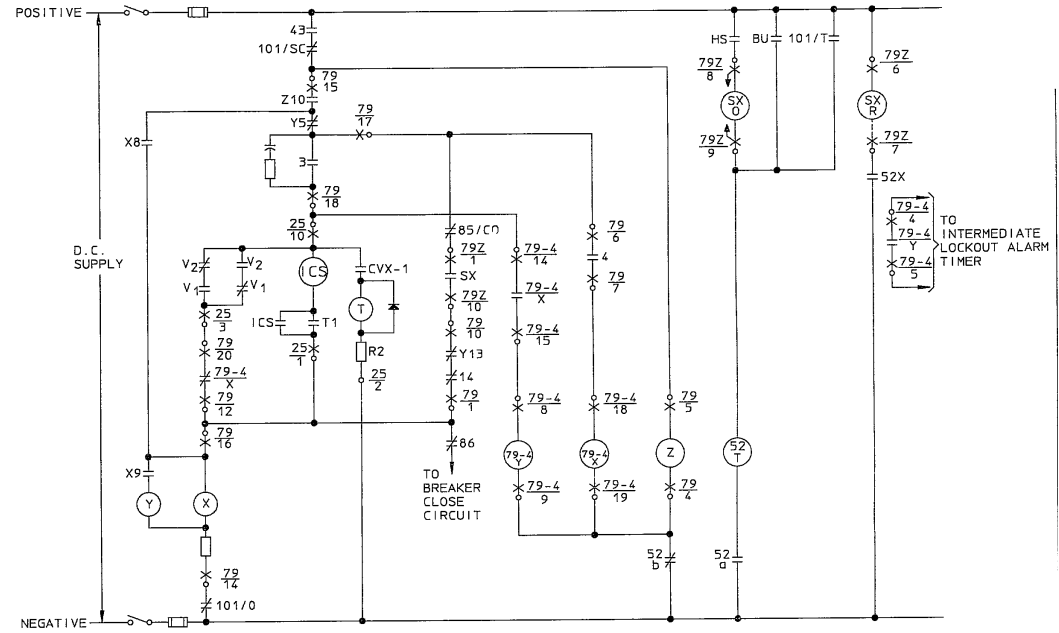 POSITIVE
43
101/SC
79
15
Z10
Y5
79
17
X8
3
79
18
25
10
D.C.
SUPPLY
V2
V1
V2
V1
ICS
CVX-1
T
ICS
T1
R2
25
3
79
20
79-4
X
79
12
79
16
25
1
25
2
X9
Y
X
79
14
101/O
NEGATIVE
85/CO
79Z
1
SX
79Z
10
79
10
Y13
14
79
1
86
TO
BREAKER
CLOSE
CIRCUIT
79-4
14
79-4
X
79-4
15
79-4
8
79-4
Y
79-4
9
79
6
4
79
7
79-4
18
79-4
X
79-4
19
79
5
Z
79
4
52
b
HS
BU
101/T
79Z
8
SX
O
79Z
9
52
T
52
a
79Z
6
SX
R
79Z
7
52X
79-4
4
79-4
Y
79-4
5
TO
INTERMEDIATE
LOCKOUT ALARM
TIMER